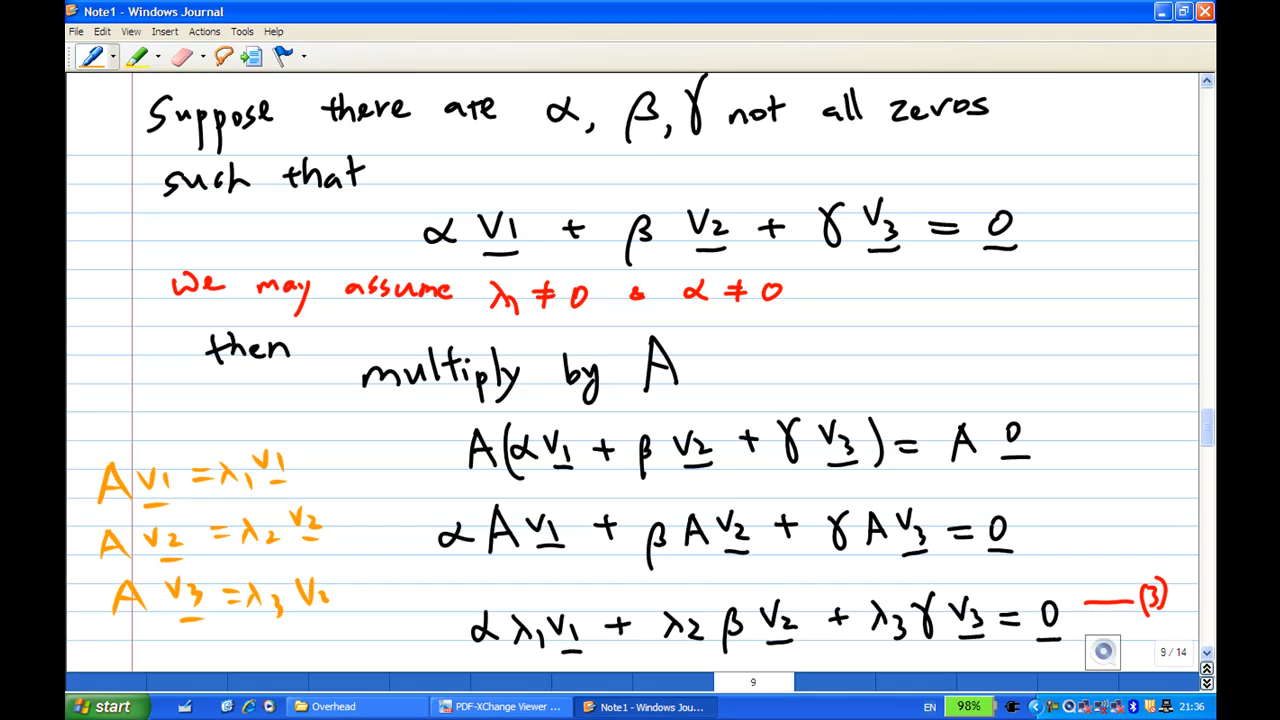 Note1 - Windows Journal
File Edit View Insert Actions Tools Help
Suppose there are α, β, γ not all zeros
such that
α v1 + β v2 + γ v3 = 0
We may assume λ1 ≠ 0 & α ≠ 0
then multiply by A
A(α v1 + β v2 + γ v3) = A 0
A v1 = λ1 v1
α A v1 + β A v2 + γ A v3 = 0
A v2 = λ2 v2
A v3 = λ3 v3
α λ1 v1 + λ2 β v2 + λ3 γ v3 = 0 — (3)
9 / 14
9
start Overhead PDF-XChange Viewer ... Note1 - Windows Jou... EN 98% 21:36